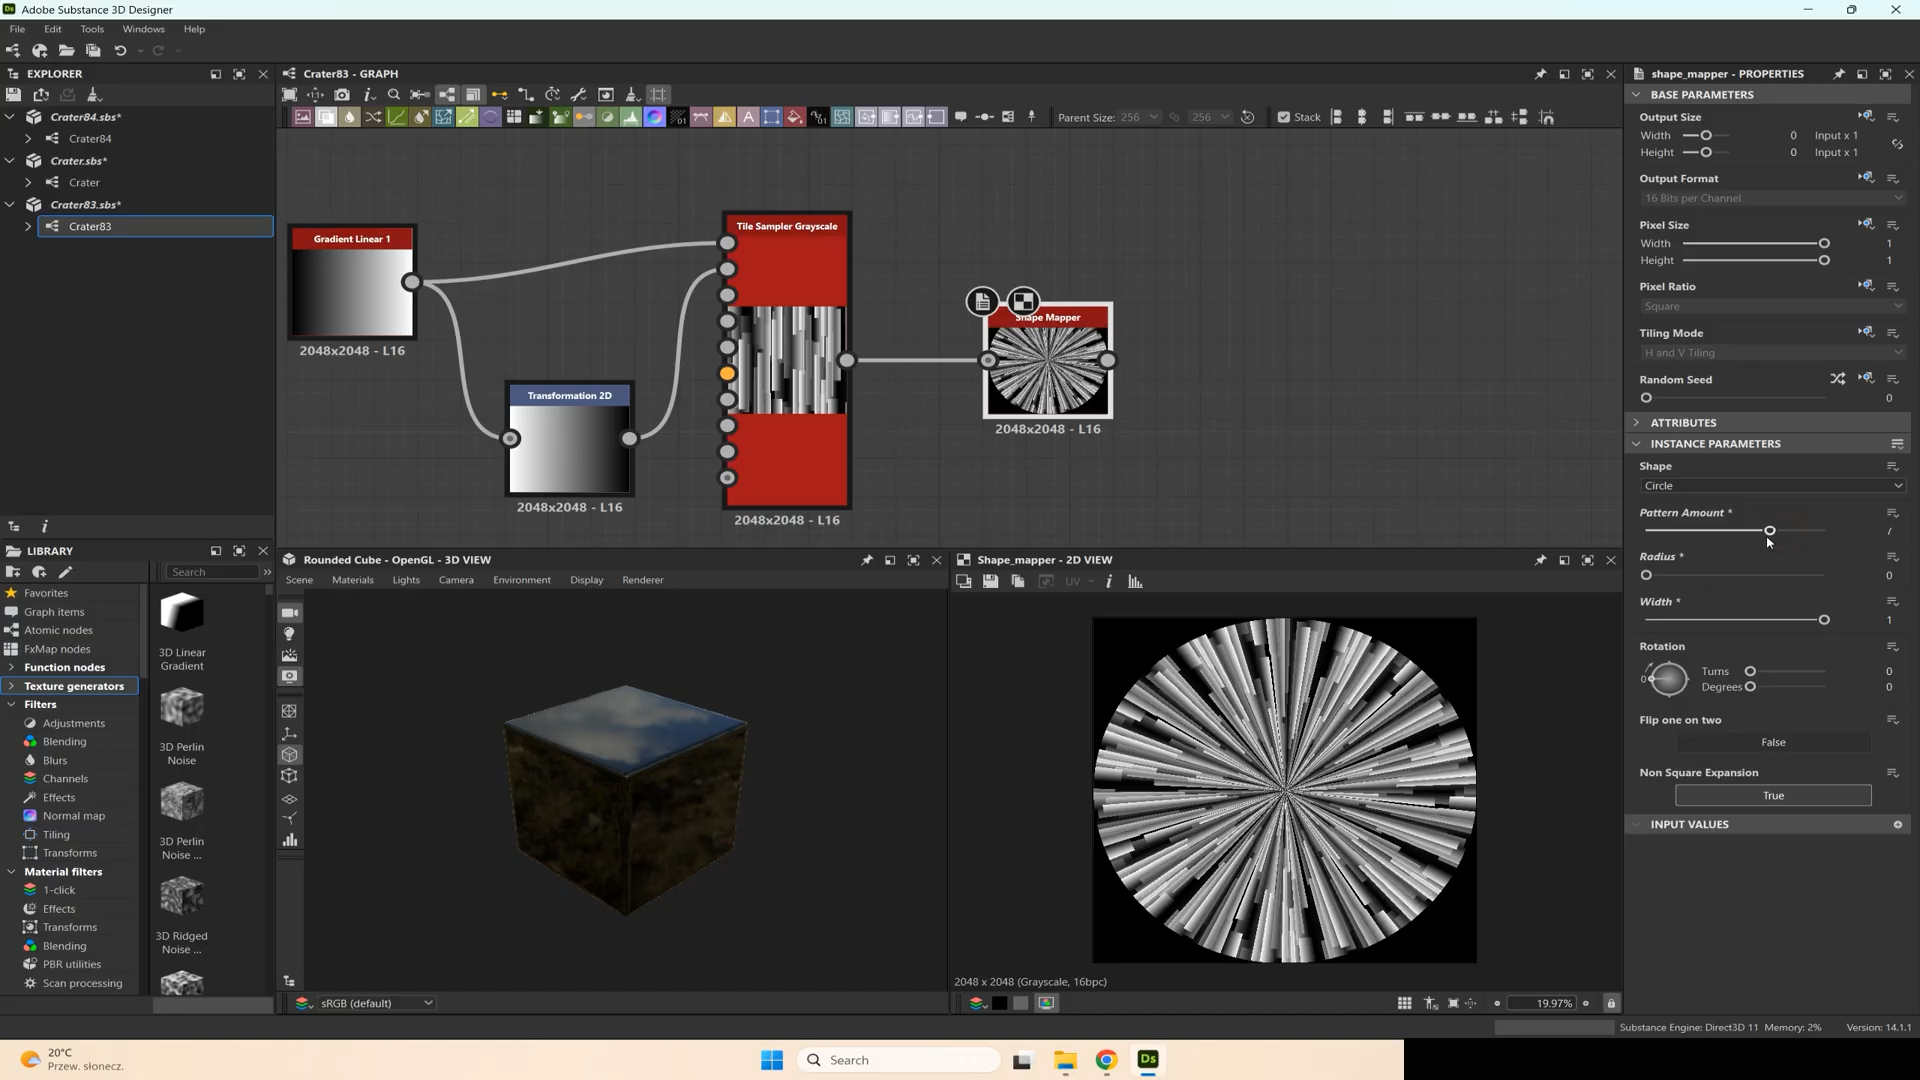 Ds Adobe Substance 3D Designer
File Edit Tools Windows Help
EXPLORER
Crater84.sbs*
Crater84
Crater.sbs*
Crater
Crater83.sbs*
Crater83
LIBRARY
Search
Favorites
Graph items
Atomic nodes
FxMap nodes
Function nodes
Texture generators
Filters
Adjustments
Blending
Blurs
Channels
Effects
Normal map
Tiling
Transforms
Material filters
1-click
Effects
Transforms
Blending
PBR utilities
Scan processing
3D Linear
Gradient
3D Perlin
Noise
3D Perlin
Noise ...
3D Ridged
Noise ...
Crater83 - GRAPH
Parent Size: 256 256 Stack
Gradient Linear 1
2048x2048 - L16
Transformation 2D
2048x2048 - L16
Tile Sampler Grayscale
2048x2048 - L16
Shape Mapper
2048x2048 - L16
Rounded Cube - OpenGL - 3D VIEW
Scene Materials Lights Camera Environment Display Renderer
sRGB (default)
Shape_mapper - 2D VIEW
UV
2048 x 2048 (Grayscale, 16bpc)
19.97%
shape_mapper - PROPERTIES
BASE PARAMETERS
Output Size
Width 0 Input x 1
Height 0 Input x 1
Output Format
16 Bits per Channel
Pixel Size
Width 1
Height 1
Pixel Ratio
Square
Tiling Mode
H and V Tiling
Random Seed
0
ATTRIBUTES
INSTANCE PARAMETERS
Shape
Circle
Pattern Amount *
Radius *
0
Width *
1
Rotation
0
Turns 0
Degrees 0
Flip one on two
False
Non Square Expansion
True
INPUT VALUES
Substance Engine: Direct3D 11 Memory: 2% Version: 14.1.1
20°C
Przew. słonecz.
Search
Ds